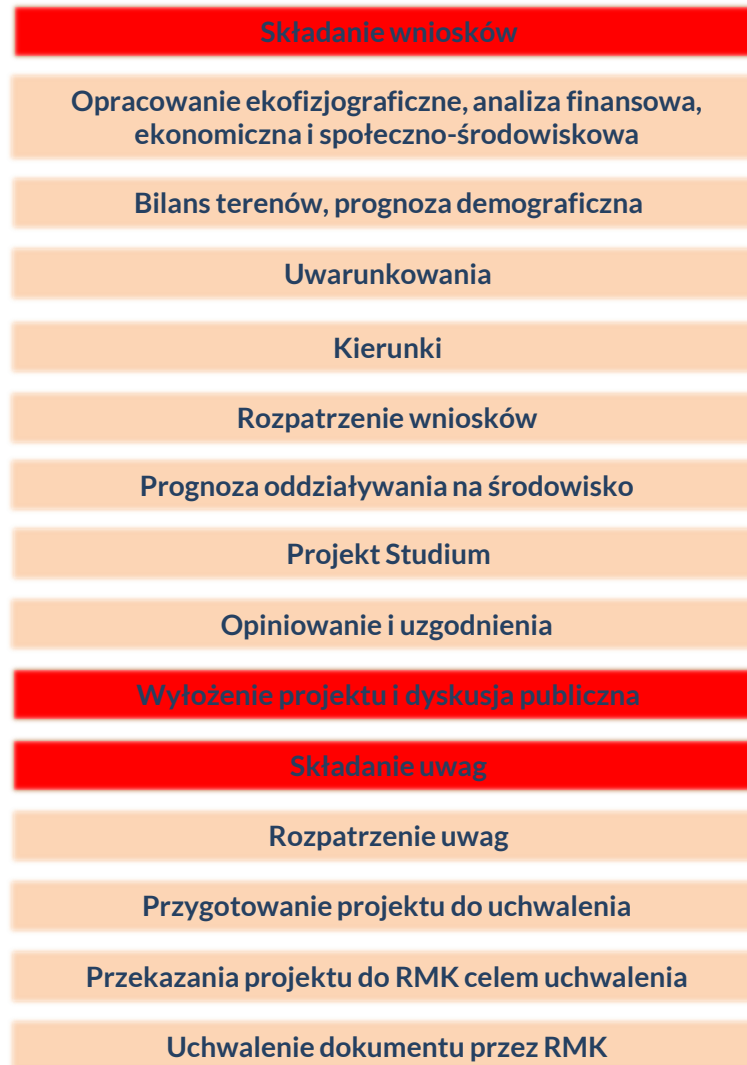 Składanie wniosków
Opracowanie ekofizjograficzne, analiza finansowa,
ekonomiczna i społeczno-środowiskowa
Bilans terenów, prognoza demograficzna
Uwarunkowania
Kierunki
Rozpatrzenie wniosków
Prognoza oddziaływania na środowisko
Projekt Studium
Opiniowanie i uzgodnienia
Wyłożenie projektu i dyskusja publiczna
Składanie uwag
Rozpatrzenie uwag
Przygotowanie projektu do uchwalenia
Przekazania projektu do RMK celem uchwalenia
Uchwalenie dokumentu przez RMK